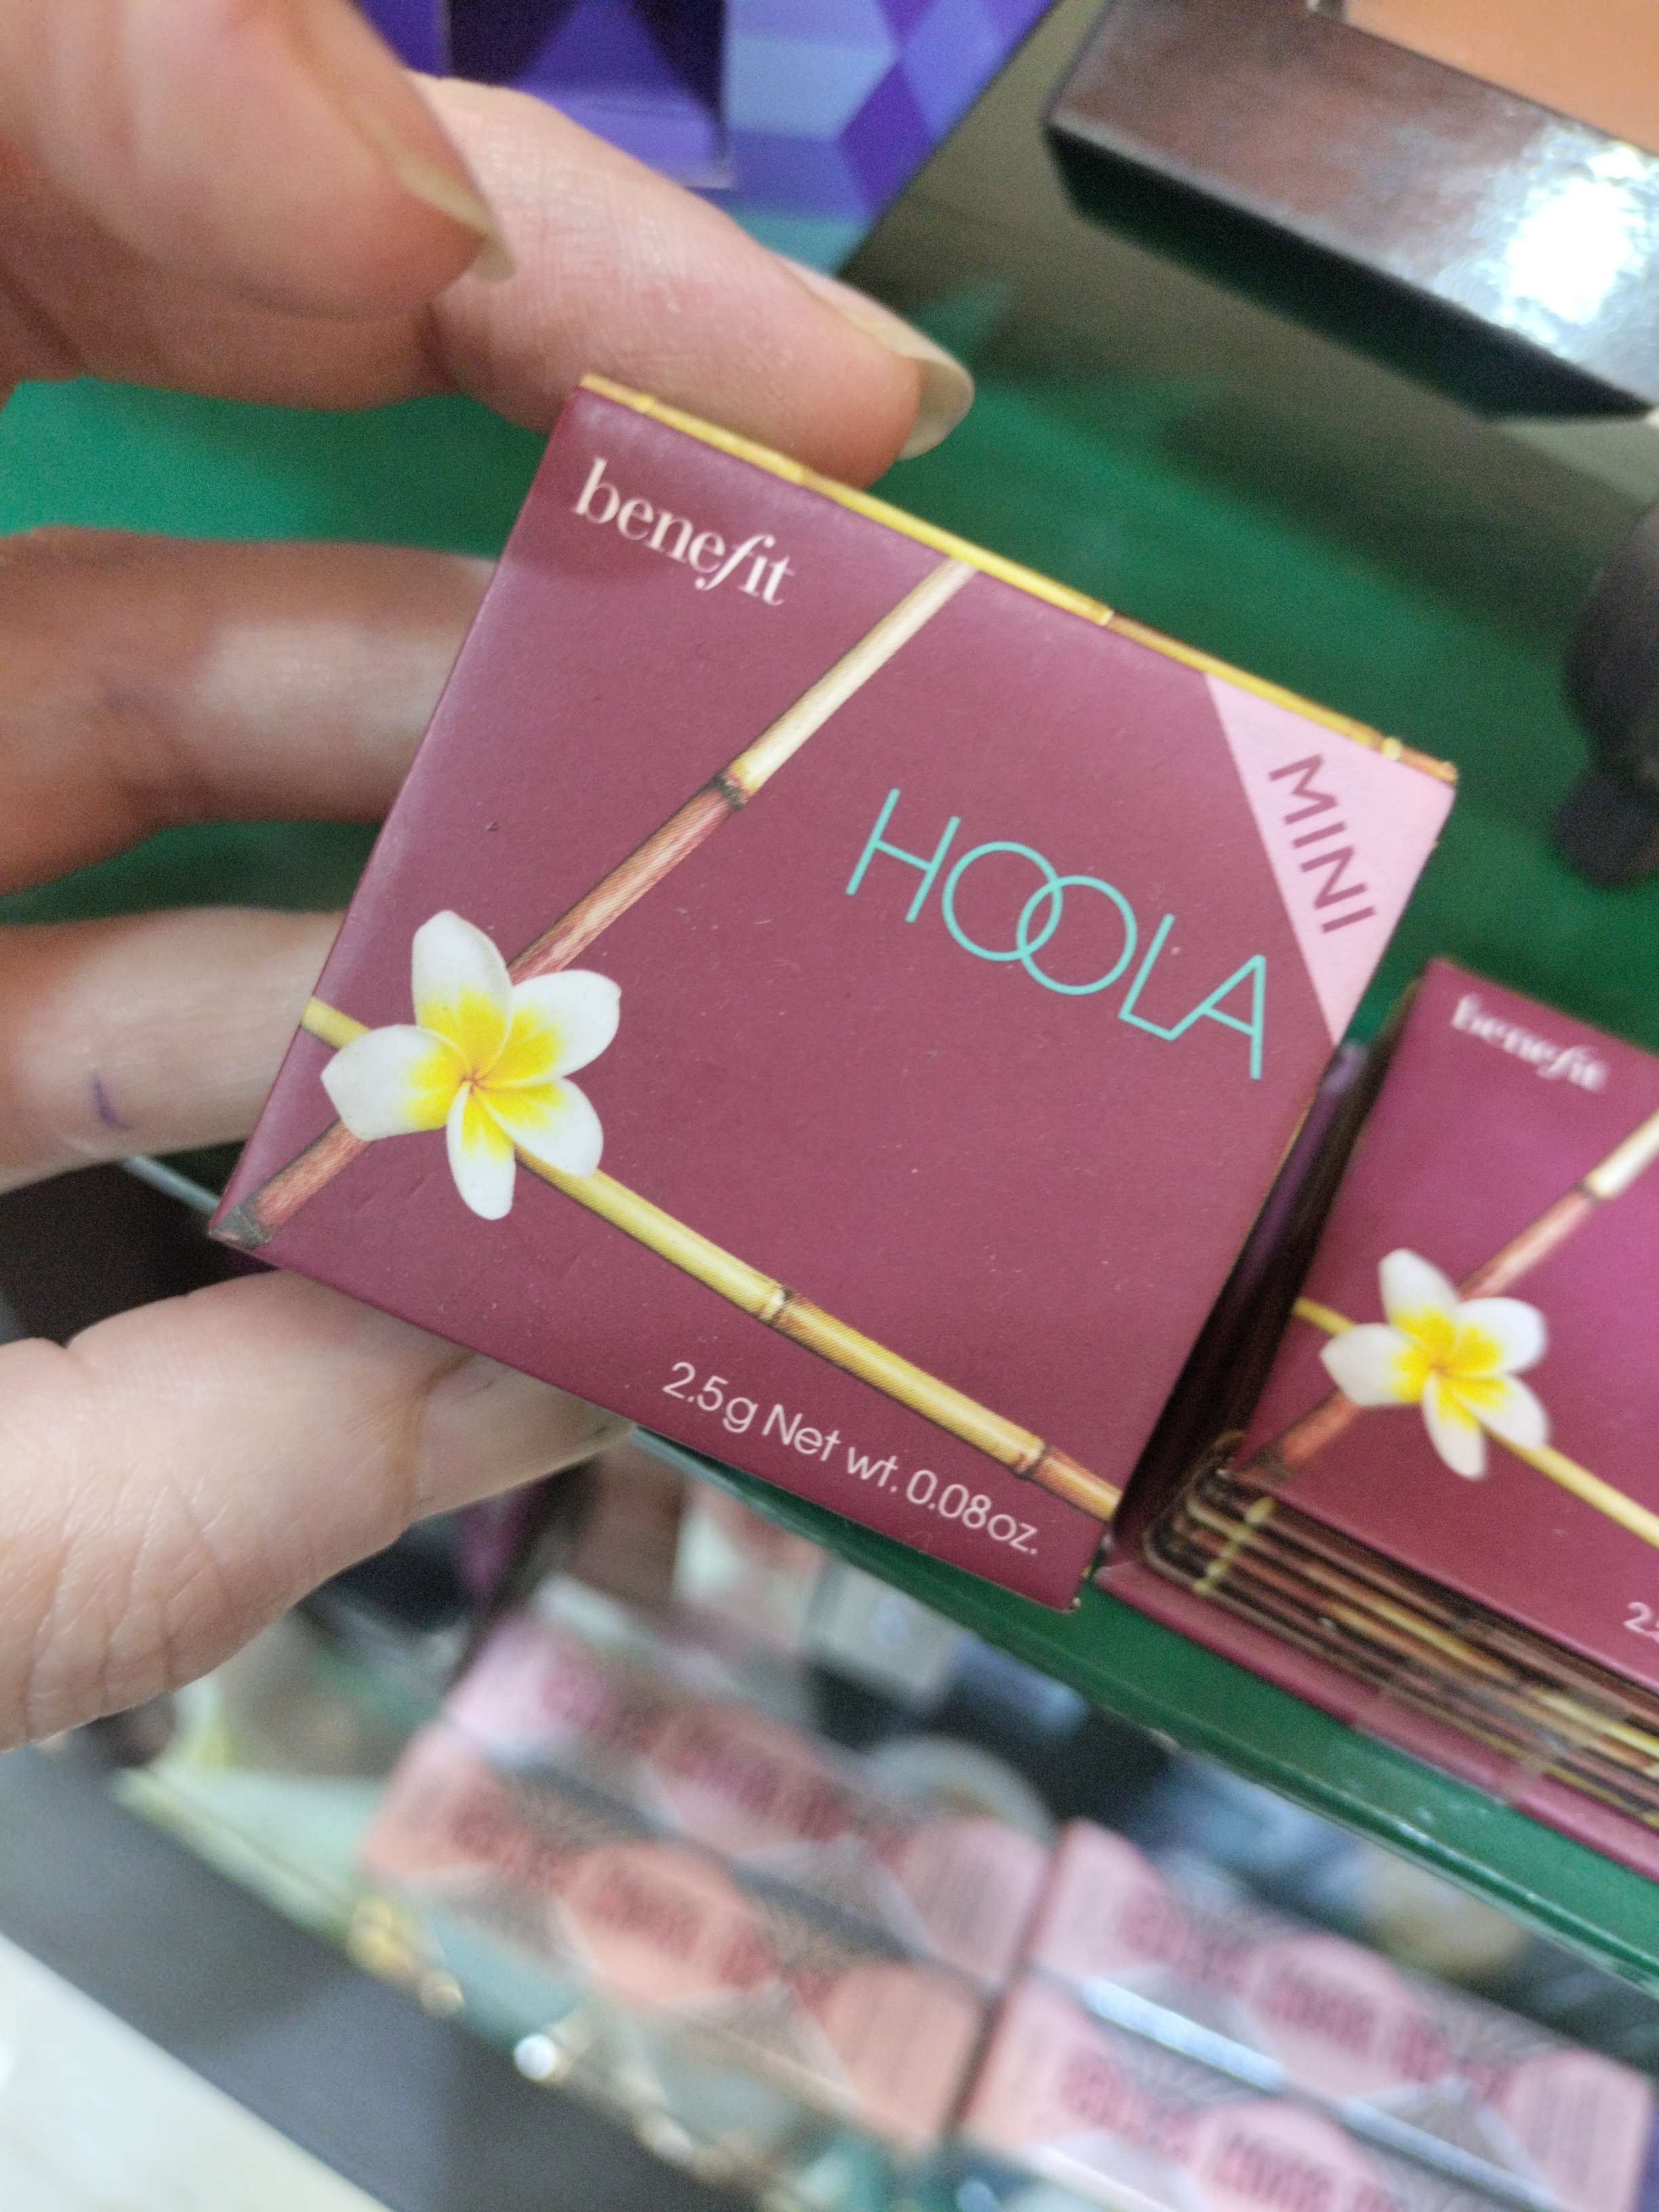 benefit
HOOLA
MINI
2.5g Net wt. 0.08oz.
benefit